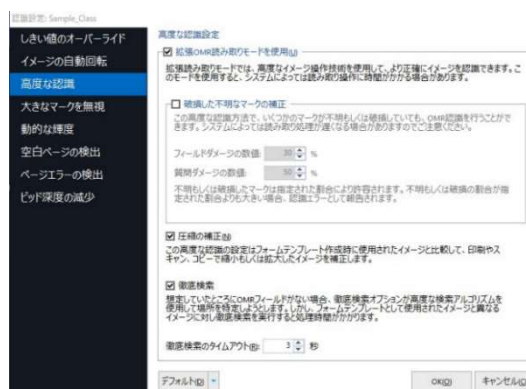 認識設定: Sample_Class
しきい値のオーバーライド
イメージの自動回転
高度な認識
大きなマークを無視
動的な輝度
空白ページの検出
ページエラーの検出
ビッド深度の減少
高度な認識設定
拡張OMR読み取りモードを使用(u)
拡張読み取りモードでは、高度なイメージ操作技術を使用して、より正確にイメージを認識できます。こ
のモードを使用すると、システムによっては読み取り操作に時間がかかる場合があります。
破損した不明なマークの補正
この高度な認識方法で、いくつかのマークが不明もしくは破損していても、OMR認識を行うことがで
きます。システムによっては読み取り処理が遅くなる場合がありますのでご注意ください。
フィールドダメージの数値: 30 %
質問ダメージの数値: 50 %
不明もしくは破損したマークは指定された割合により許容されます。不明もしくは破損の割合が指
定された割合よりも大きい場合、認識エラーとして報告されます。
圧縮の補正(N)
この高度な認識の設定はフォームテンプレート作成時に使用されたイメージと比較して、印刷やス
キャン、コピーで縮小もしくは拡大したイメージを補正します。
徹底検索
想定していたところにOMRフィールドがない場合、徹底検索オプションが高度な検索アルゴリズムを
使用して場所を特定しようとします。しかし、フォームテンプレートとして使用されたイメージと異なる
イメージに対し徹底検索を実行すると処理時間がかかります。
徹底検索のタイムアウト(B): 3 秒
デフォルト(D) OK(O) キャンセル(C)